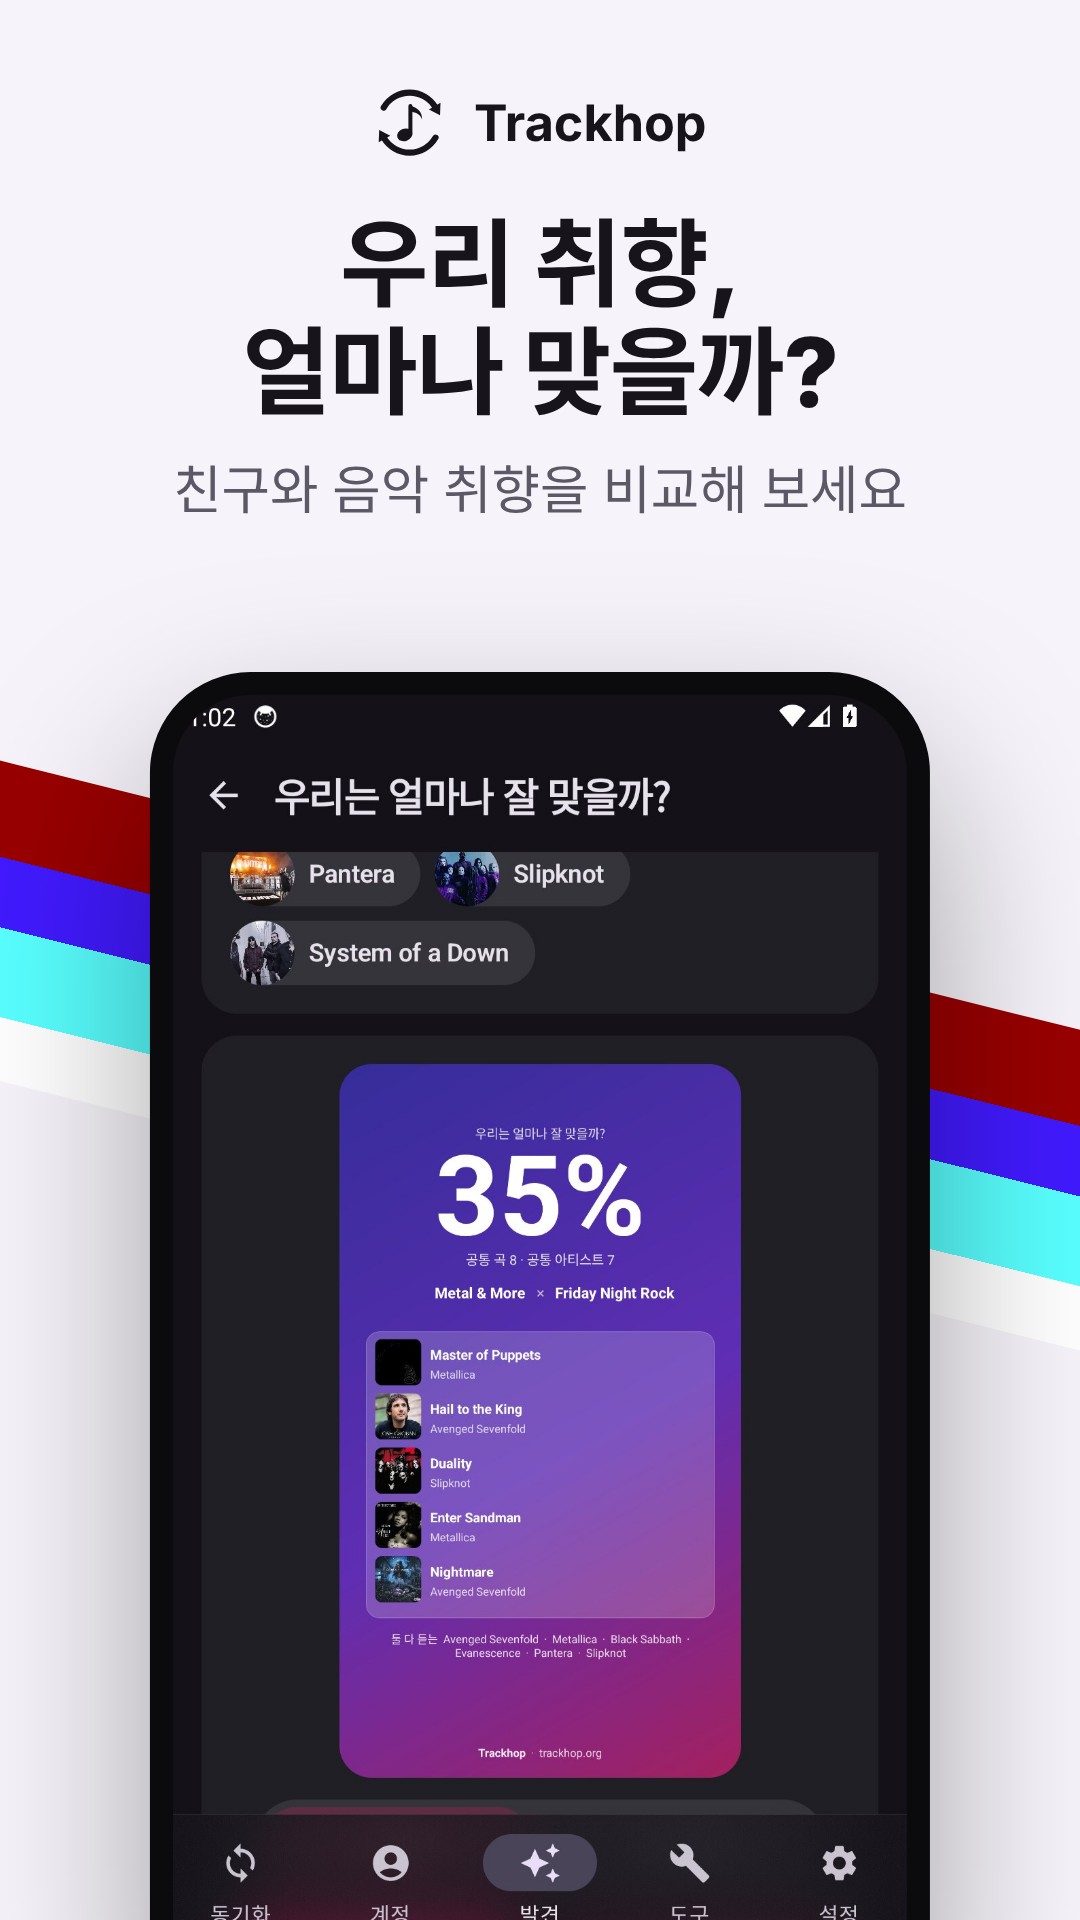 Trackhop
우리 취향,
얼마나 맞을까?
친구와 음악 취향을 비교해 보세요
:02
우리는 얼마나 잘 맞을까?
Pantera
Slipknot
System of a Down
우리는 얼마나 잘 맞을까?
35%
공통 곡 8 · 공통 아티스트 7
Metal & More × Friday Night Rock
Master of Puppets
Metallica
Hail to the King
Avenged Sevenfold
Duality
Slipknot
Enter Sandman
Metallica
Nightmare
Avenged Sevenfold
둘 다 듣는 Avenged Sevenfold · Metallica · Black Sabbath ·
Evanescence · Pantera · Slipknot
Trackhop · trackhop.org
동기화
계정
발견
도구
설정